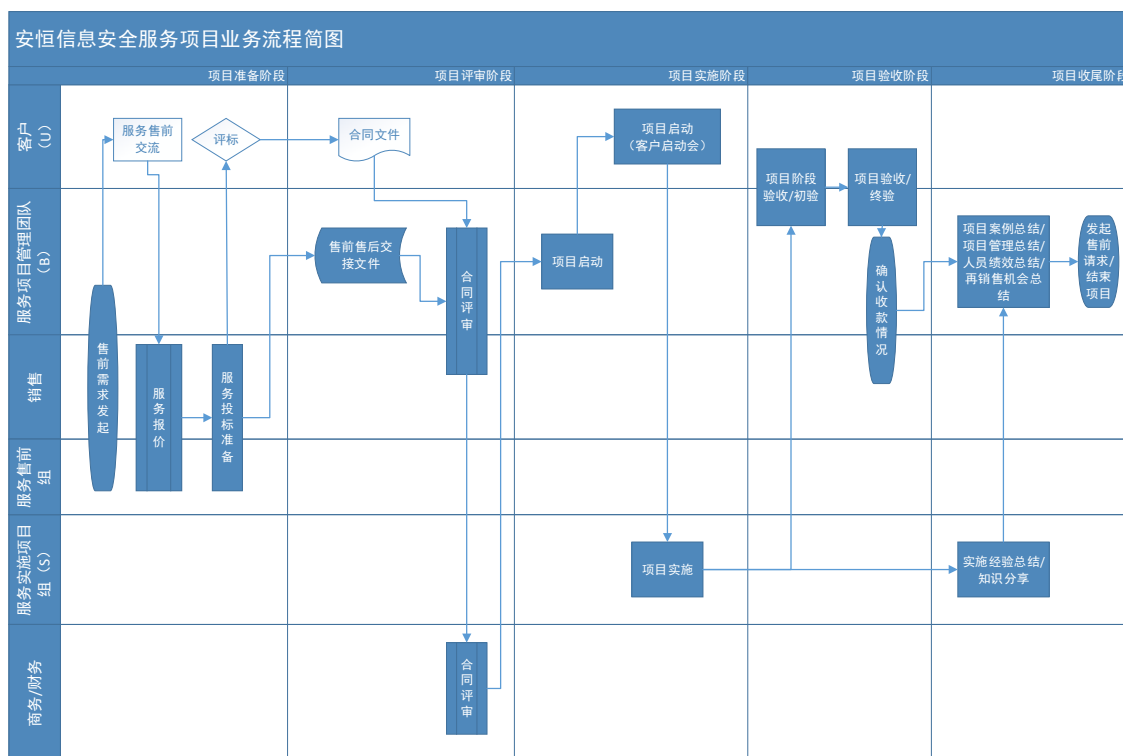 安恒信息安全服务项目业务流程简图
项目准备阶段
项目评审阶段
项目实施阶段
项目验收阶段
项目收尾阶段
客户
（U）
服务售前
交流
评标
合同文件
项目启动
（客户启动会）
项目阶段
验收/初验
项目验收/
终验
服务项目管理团队
（B）
售前售后交
接文件
合同评审
项目启动
确认收款情况
项目案例总结/
项目管理总结/
人员绩效总结/
再销售机会总
结
发起
售前
请求/
结束
项目
销售
售前需求发起
服务报价
服务投标准备
服务售前
组
服务实施项目
组（S）
项目实施
实施经验总结/
知识分享
商务/财务
合同评审